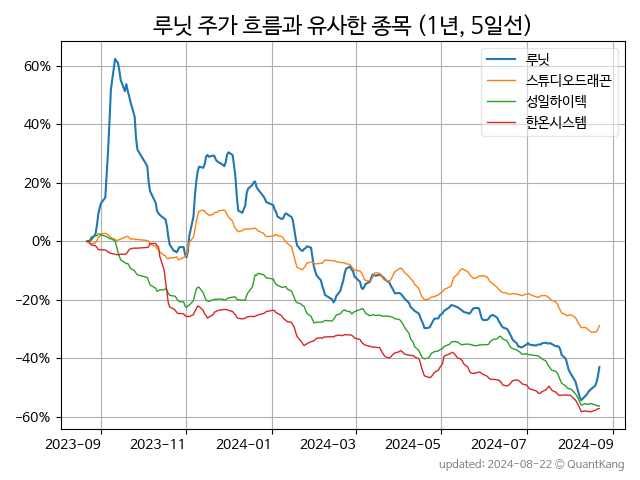 루닛 주가 흐름과 유사한 종목 (1년, 5일선)
루닛
스튜디오드래곤
성일하이텍
한온시스템
60%
40%
20%
0%
−20%
−40%
−60%
2023-09 2023-11 2024-01 2024-03 2024-05 2024-07 2024-09
updated: 2024-08-22 © QuantKang